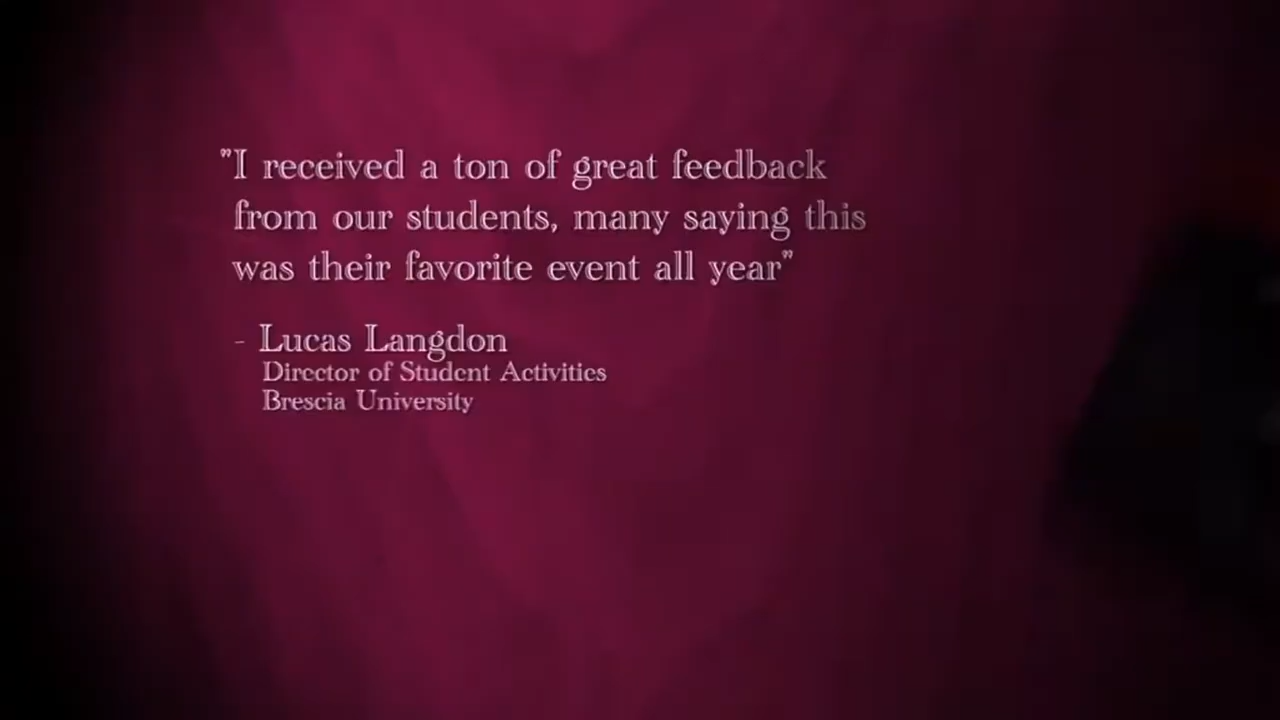 "I received a ton of great feedback
from our students, many saying this
was their favorite event all year"
- Lucas Langdon
Director of Student Activities
Brescia University